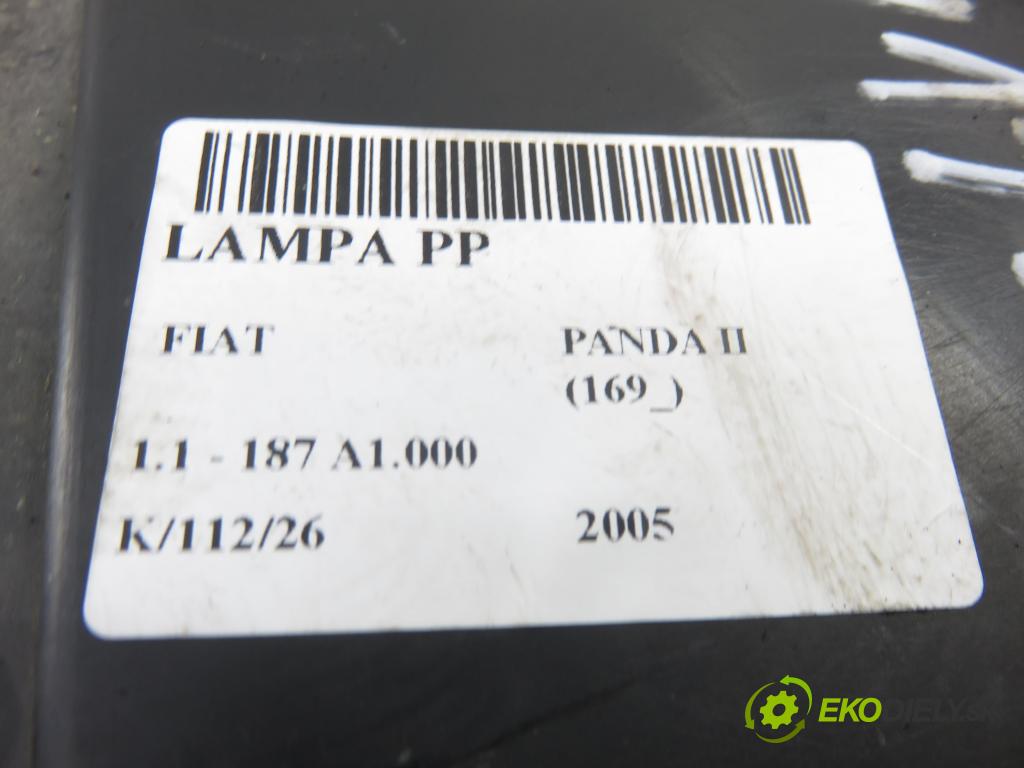 LAMPA PP
FIAT PANDA II
(169_)
1.1 - 187 A1.000
K/112/26 2005
EKODIELY.SK